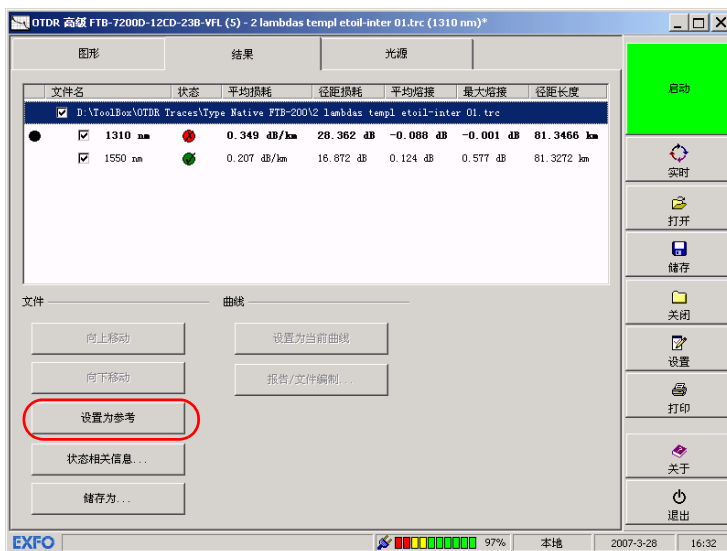 OTDR 高级 FTB-7200D-12CD-23B-VFL (5) - 2 lambdas templ etoil-inter 01.trc (1310 nm)*
图形 结果 光源
文件名 状态 平均损耗 径距损耗 平均熔接 最大熔接 径距长度
D:\ToolBox\OTDR Traces\Type Native FTB-200\2 lambdas templ etoil-inter 01.trc
1310 nm 0.349 dB/km 28.362 dB -0.088 dB -0.001 dB 81.3466 km
1550 nm 0.207 dB/km 16.872 dB 0.124 dB 0.577 dB 81.3272 km
文件
向上移动
向下移动
设置为参考
状态相关信息...
储存为...
曲线
设置为当前曲线
报告/文件编制...
启动
实时
打开
储存
关闭
设置
打印
关于
退出
EXFO 97% 本地 2007-3-28 16:32